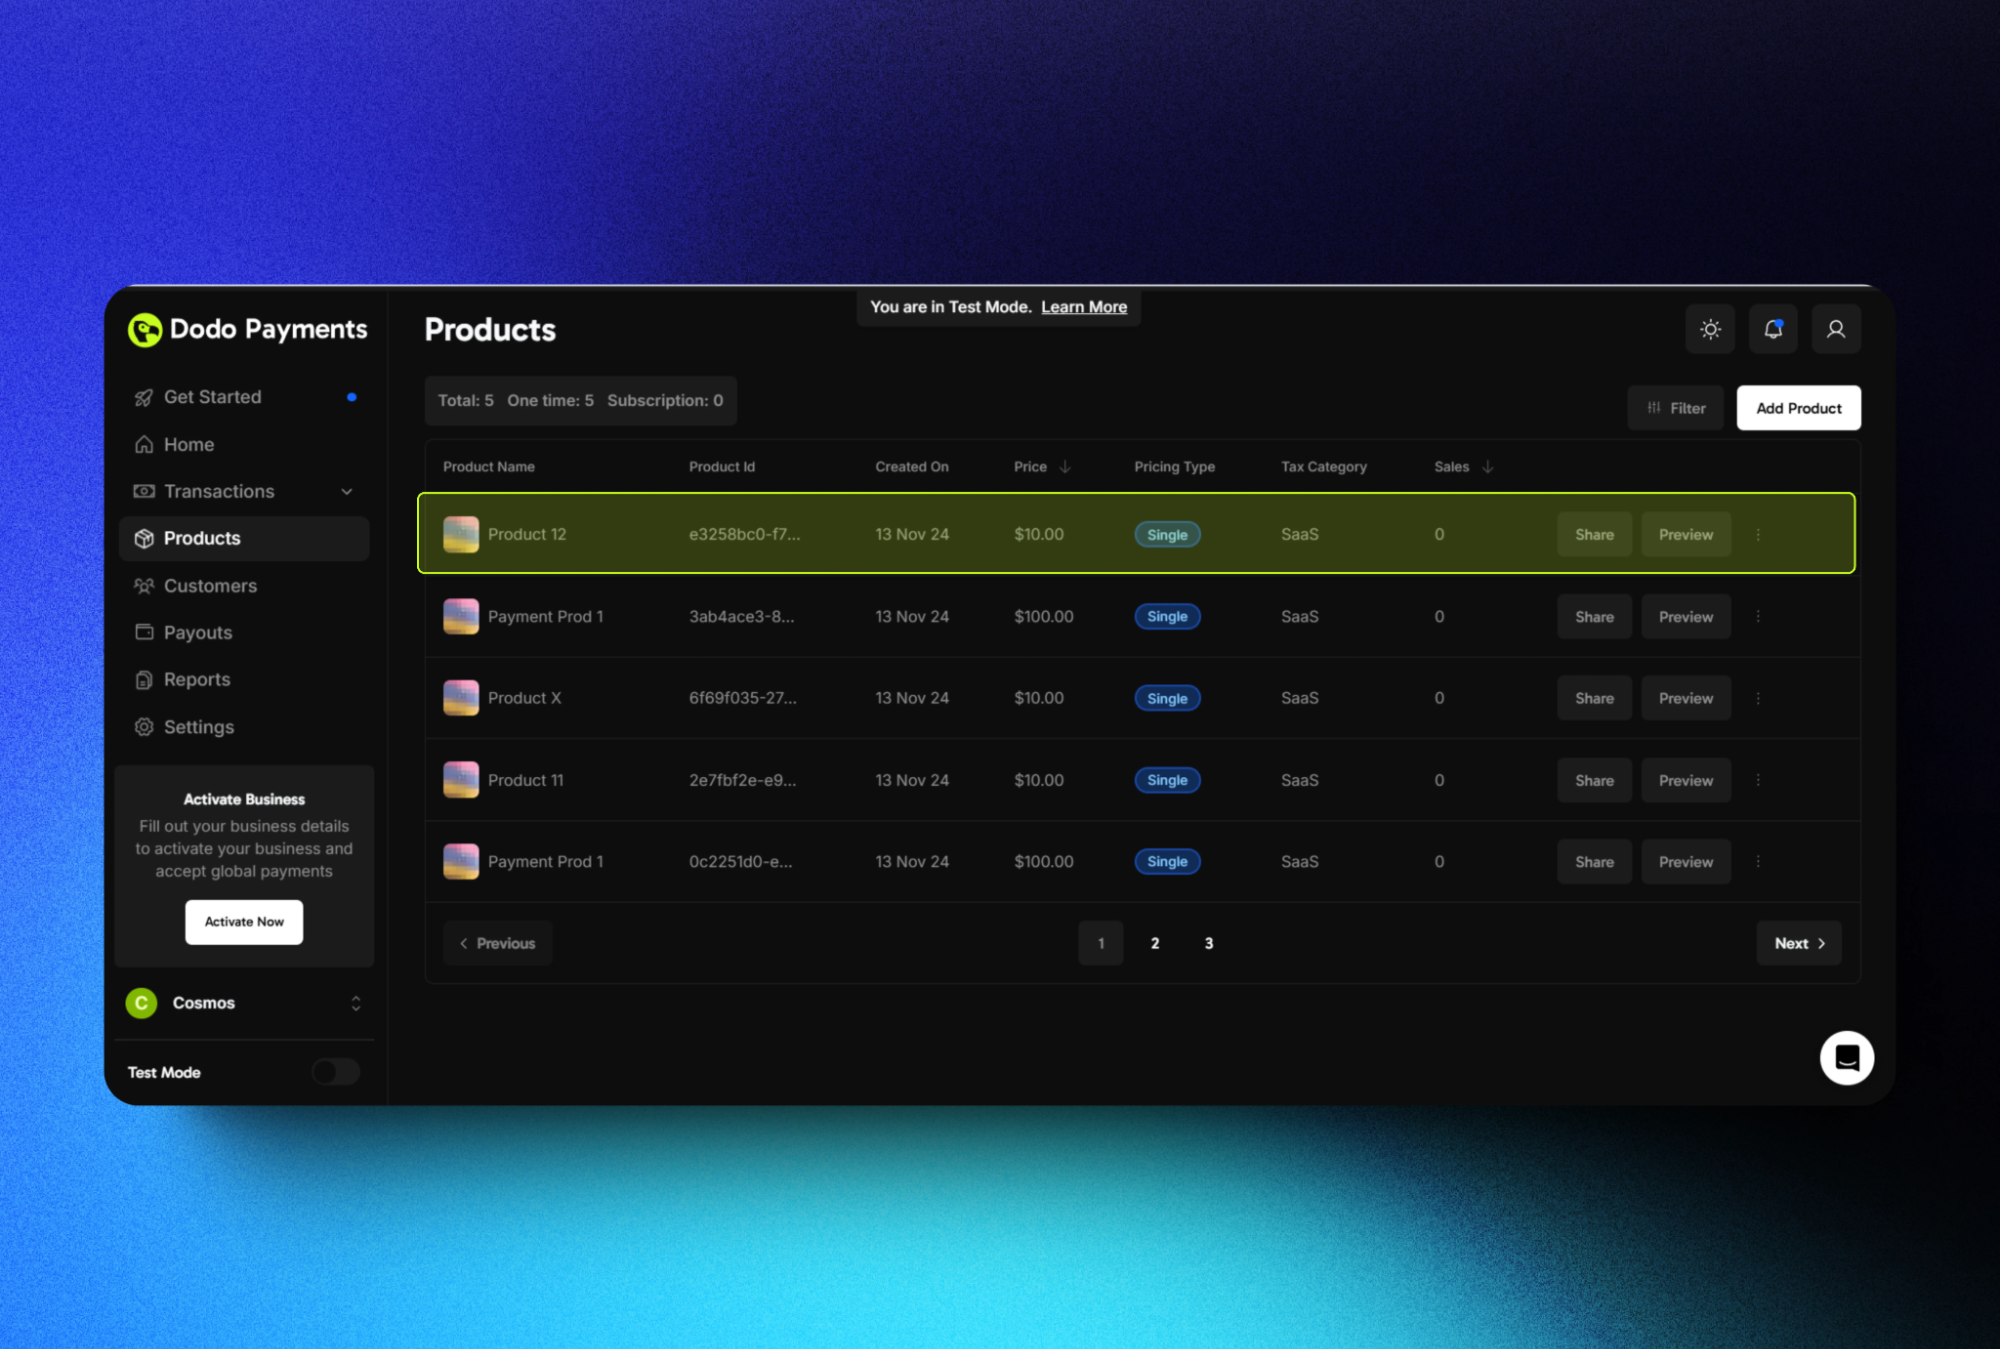 Dodo Payments
Get Started
Home
Transactions
Products
Customers
Payouts
Reports
Settings
Activate Business
Fill out your business details
to activate your business and
accept global payments
Activate Now
C Cosmos
Test Mode
You are in Test Mode. Learn More
Products
Total: 5 One time: 5 Subscription: 0
Filter
Add Product
Product Name Product Id Created On Price Pricing Type Tax Category Sales
Product 12 e3258bc0-f7... 13 Nov 24 $10.00 Single SaaS 0 Share Preview
Payment Prod 1 3ab4ace3-8... 13 Nov 24 $100.00 Single SaaS 0 Share Preview
Product X 6f69f035-27... 13 Nov 24 $10.00 Single SaaS 0 Share Preview
Product 11 2e7fbf2e-e9... 13 Nov 24 $10.00 Single SaaS 0 Share Preview
Payment Prod 1 0c2251d0-e... 13 Nov 24 $100.00 Single SaaS 0 Share Preview
Previous 1 2 3 Next